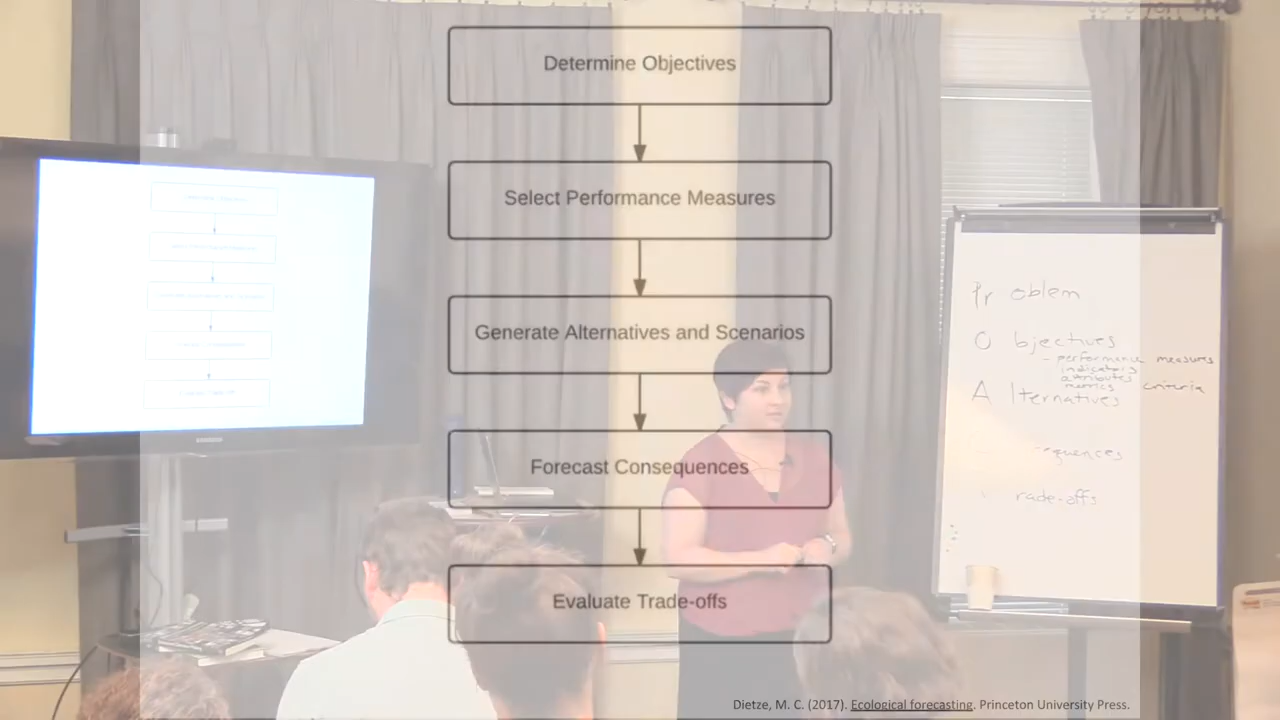 Determine Objectives
Select Performance Measures
Generate Alternatives and Scenarios
Forecast Consequences
Evaluate Trade-offs
Pr oblem
O bjectives
- performance measures
indicators
attributes
metrics criteria
A lternatives
quences
rade-offs
Dietze, M. C. (2017). Ecological forecasting. Princeton University Press.